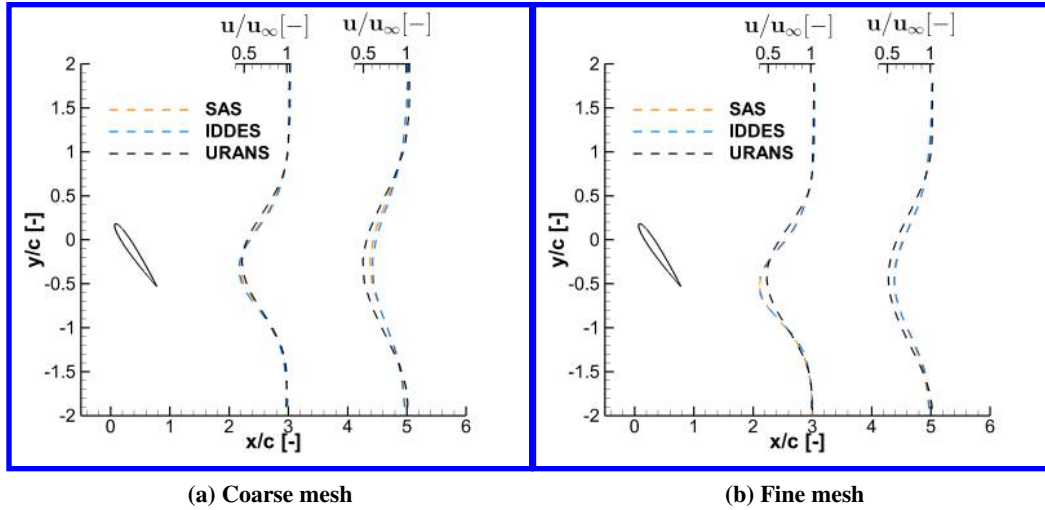 u/u∞[−] u/u∞[−]
0.5 1 0.5 1
2
1.5
1
0.5
0
-0.5
-1
-1.5
-2
y/c [-]
SAS
IDDES
URANS
0 1 2 3 4 5 6
x/c [-]
(a) Coarse mesh
u/u∞[−] u/u∞[−]
0.5 1 0.5 1
2
1.5
1
0.5
0
-0.5
-1
-1.5
-2
y/c [-]
SAS
IDDES
URANS
0 1 2 3 4 5 6
x/c [-]
(b) Fine mesh